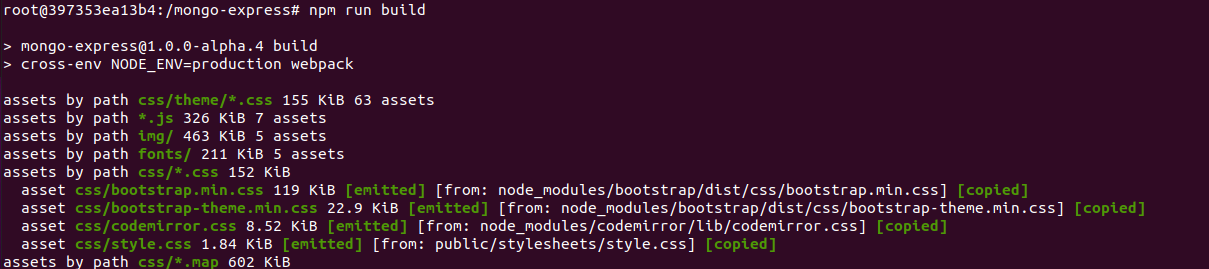 root@397353ea13b4:/mongo-express# npm run build
> mongo-express@1.0.0-alpha.4 build
> cross-env NODE_ENV=production webpack
assets by path css/theme/*.css 155 KiB 63 assets
assets by path *.js 326 KiB 7 assets
assets by path img/ 463 KiB 5 assets
assets by path fonts/ 211 KiB 5 assets
assets by path css/*.css 152 KiB
  asset css/bootstrap.min.css 119 KiB [emitted] [from: node_modules/bootstrap/dist/css/bootstrap.min.css] [copied]
  asset css/bootstrap-theme.min.css 22.9 KiB [emitted] [from: node_modules/bootstrap/dist/css/bootstrap-theme.min.css] [copied]
  asset css/codemirror.css 8.52 KiB [emitted] [from: node_modules/codemirror/lib/codemirror.css] [copied]
  asset css/style.css 1.84 KiB [emitted] [from: public/stylesheets/style.css] [copied]
assets by path css/*.map 602 KiB